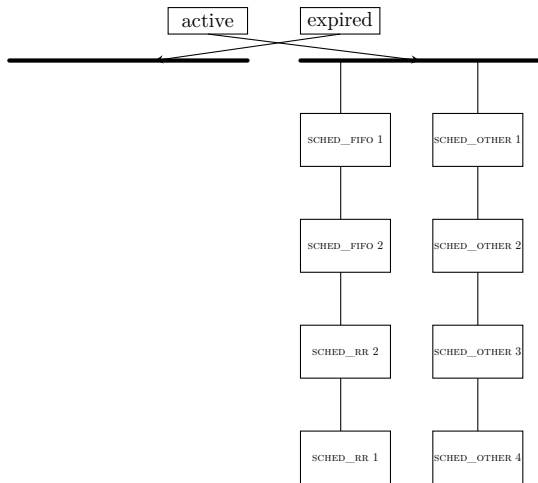 active expired
SCHED_FIFO 1 SCHED_OTHER 1
SCHED_FIFO 2 SCHED_OTHER 2
SCHED_RR 2 SCHED_OTHER 3
SCHED_RR 1 SCHED_OTHER 4